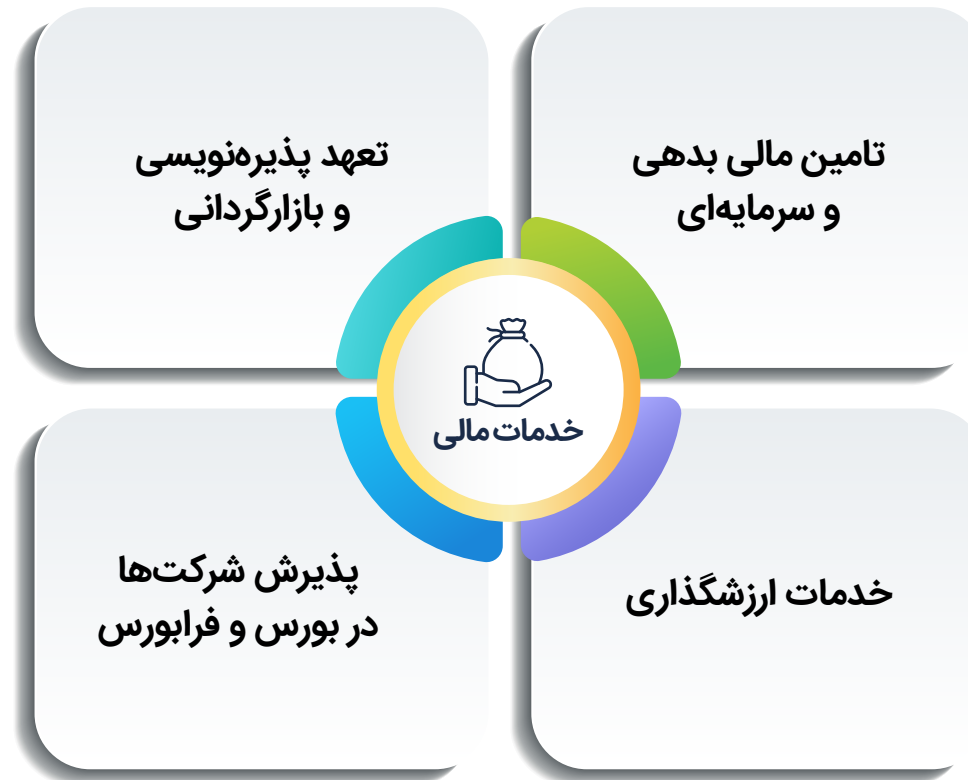 تامین مالی بدهی
و سرمایه‌ای
تعهد پذیره‌نویسی
و بازارگردانی
خدمات مالی
خدمات ارزشگذاری
پذیرش شرکت‌ها
در بورس و فرابورس